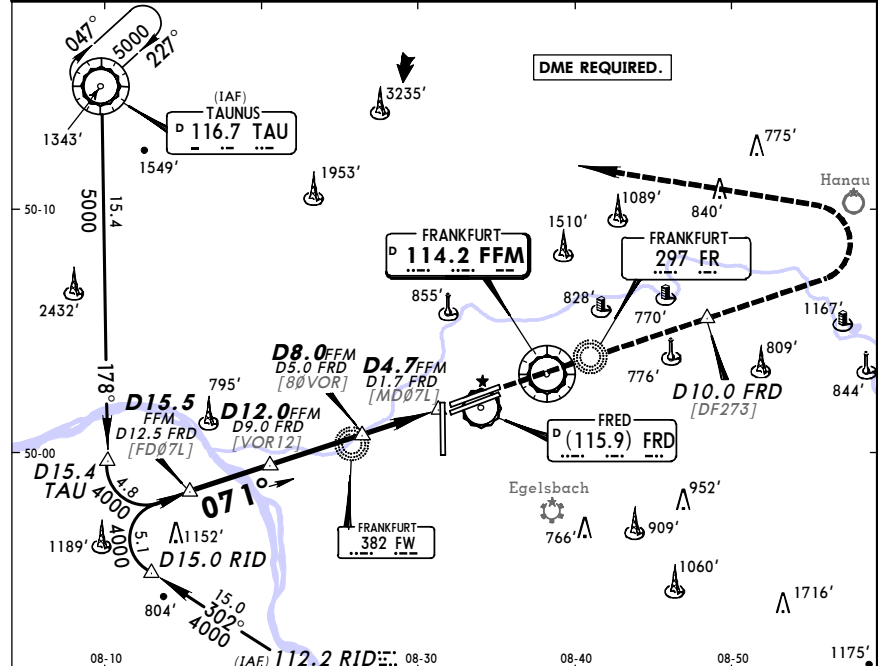 047°
5000
227°
(IAF)
TAUNUS
D 116.7 TAU
1343'
1549'
3235'
DME REQUIRED.
775'
Hanau
1953'
840'
1089'
50-10
15.4
5000
1510'
FRANKFURT
D 114.2 FFM
FRANKFURT
297 FR
2432'
855'
828'
770'
1167'
178°
D8.0 FFM
D5.0 FRD
[80VOR]
D4.7 FFM
D1.7 FRD
[MD07L]
776'
809'
844'
D10.0 FRD
[DF273]
795'
D15.5
FFM
D12.5 FRD
[FD07L]
D12.0 FFM
D9.0 FRD
[VOR12]
FRED
D (115.9) FRD
50-00
D15.4
TAU
4.8
4000
071°
Egelsbach
952'
FRANKFURT
382 FW
766'
909'
1189'
4000
5.1
1152'
D15.0 RID
1060'
804'
15.0
302°
4000
1716'
(IAF) 112.2 RID
08-10
08-30
08-40
08-50
1175'